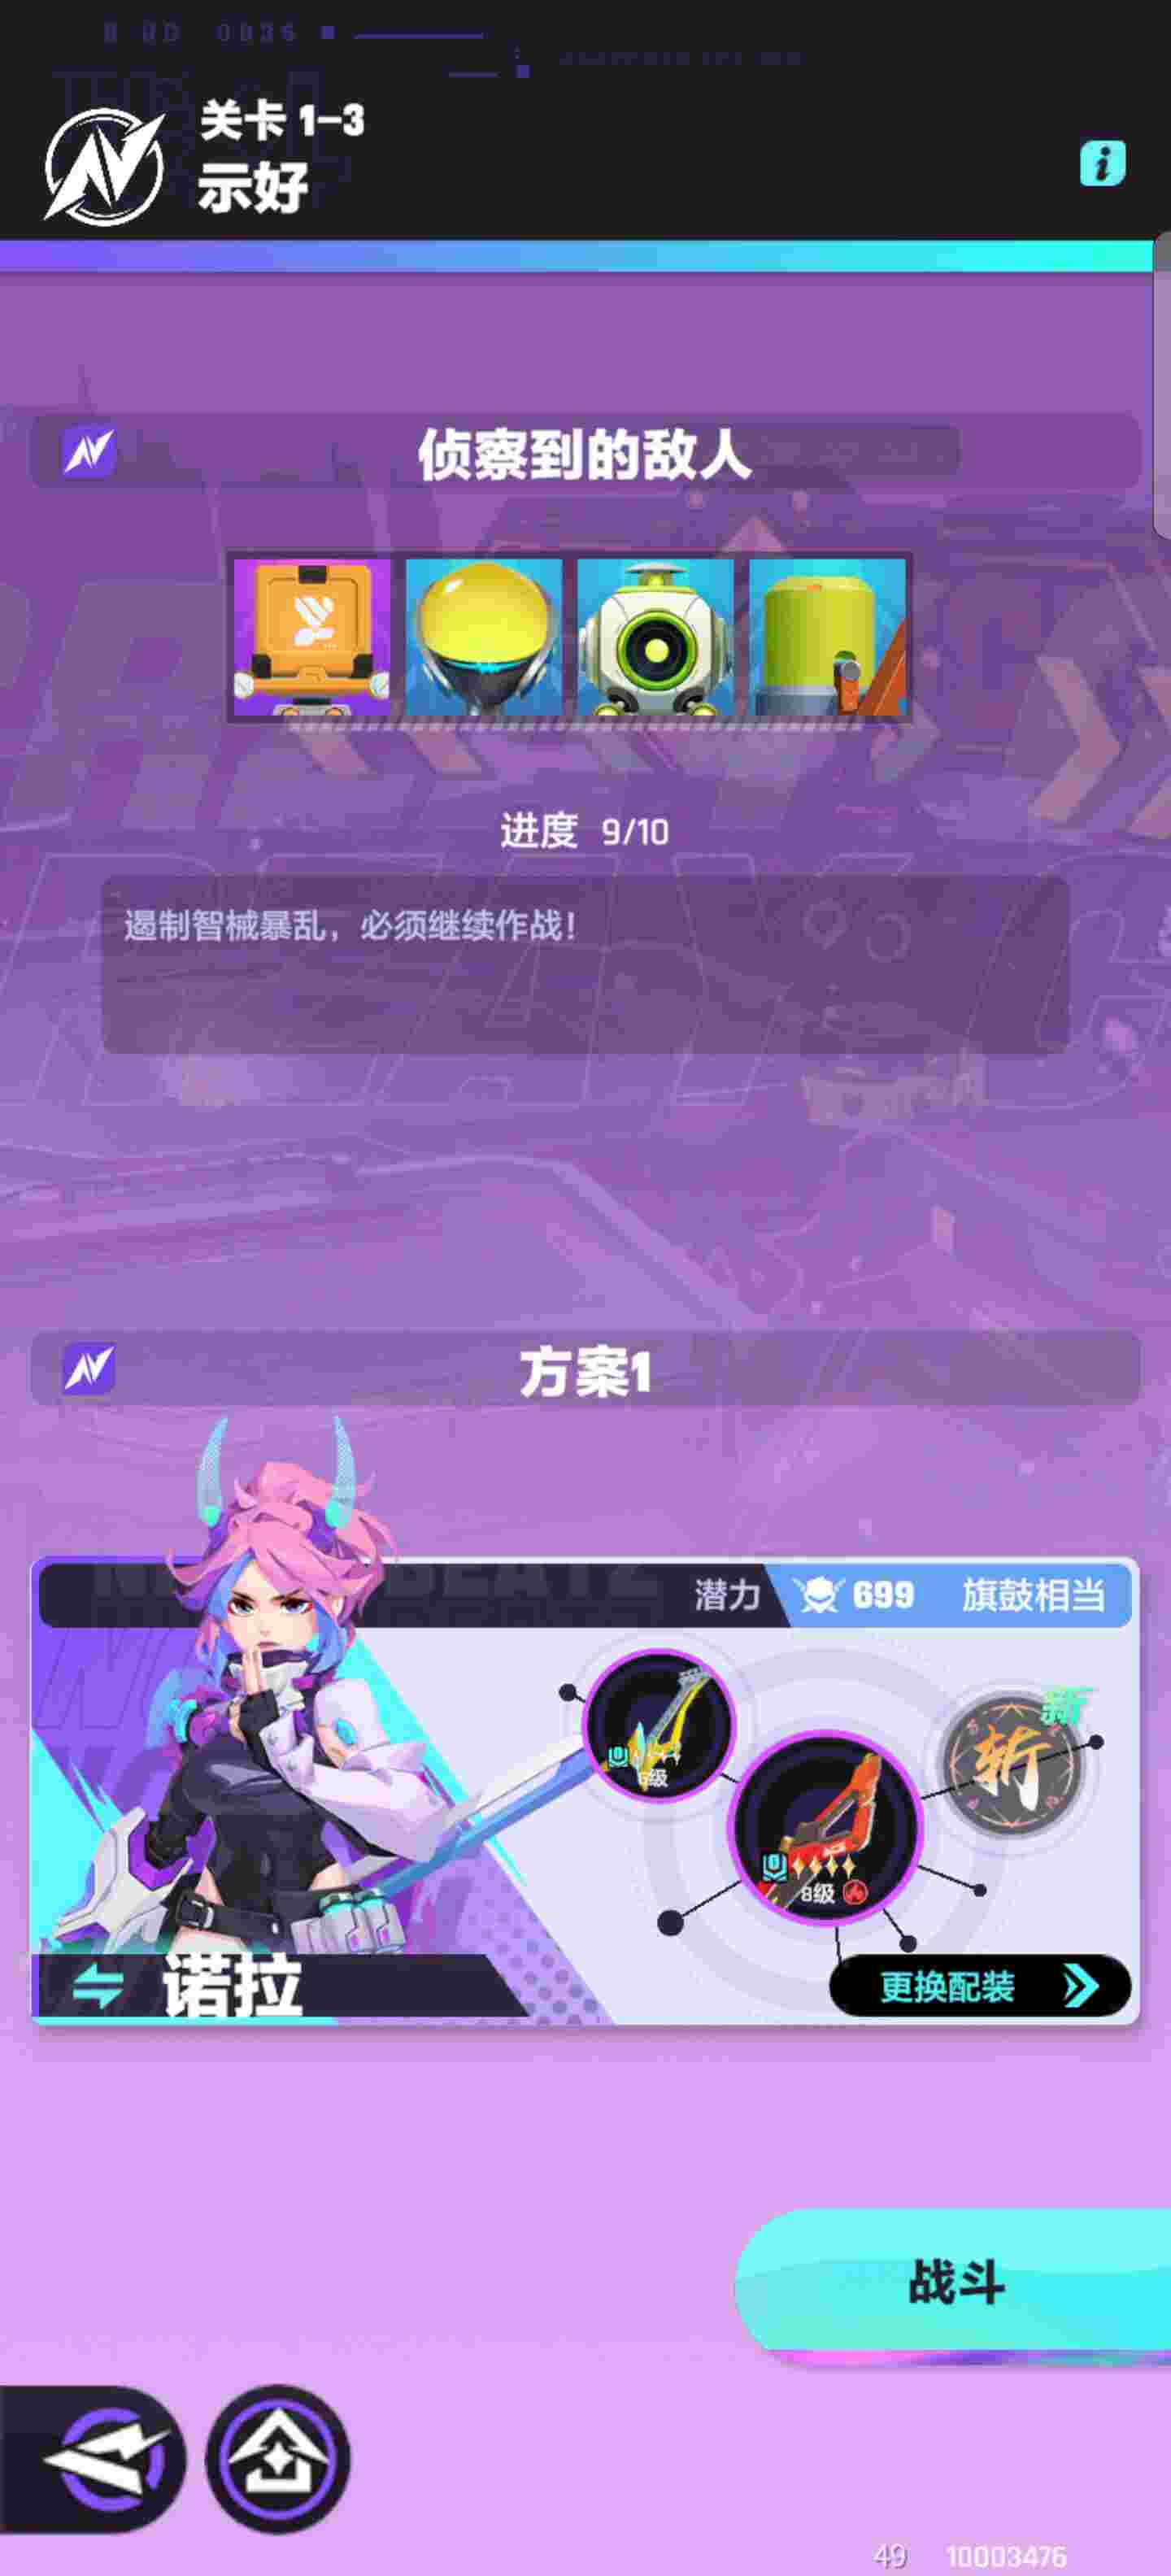 关卡 1-3
示好
侦察到的敌人
进度 9/10
遏制智械暴乱，必须继续作战！
方案1
潜力 699 旗鼓相当
新
斩
8级
诺拉
更换配装
战斗
49 10003476